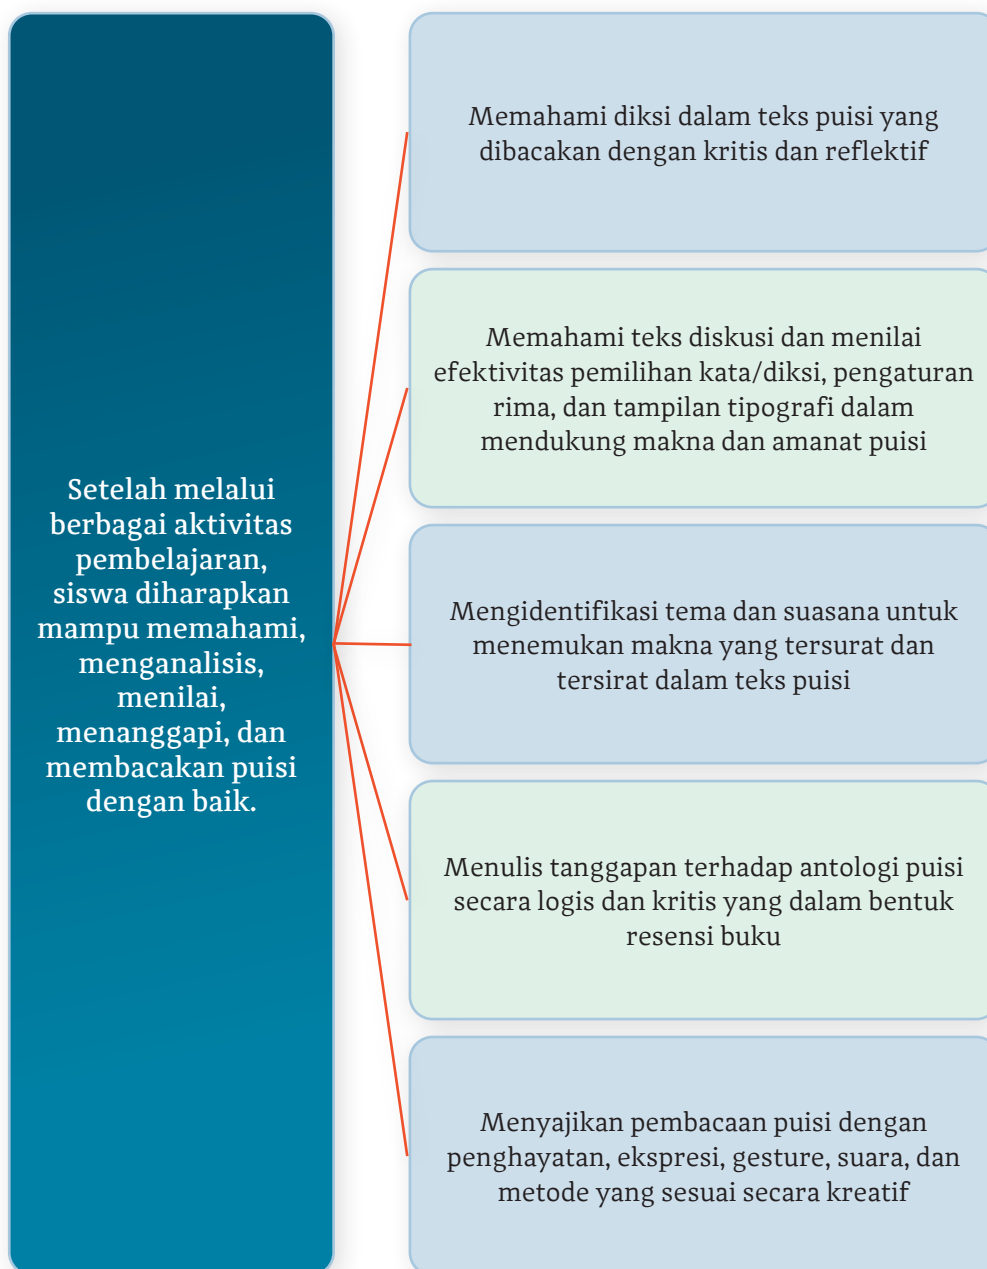 Setelah melalui
berbagai aktivitas
pembelajaran,
siswa diharapkan
mampu memahami,
menganalisis,
menilai,
menanggapi, dan
membacakan puisi
dengan baik.
Memahami diksi dalam teks puisi yang
dibacakan dengan kritis dan reflektif
Memahami teks diskusi dan menilai
efektivitas pemilihan kata/diksi, pengaturan
rima, dan tampilan tipografi dalam
mendukung makna dan amanat puisi
Mengidentifikasi tema dan suasana untuk
menemukan makna yang tersurat dan
tersirat dalam teks puisi
Menulis tanggapan terhadap antologi puisi
secara logis dan kritis yang dalam bentuk
resensi buku
Menyajikan pembacaan puisi dengan
penghayatan, ekspresi, gesture, suara, dan
metode yang sesuai secara kreatif